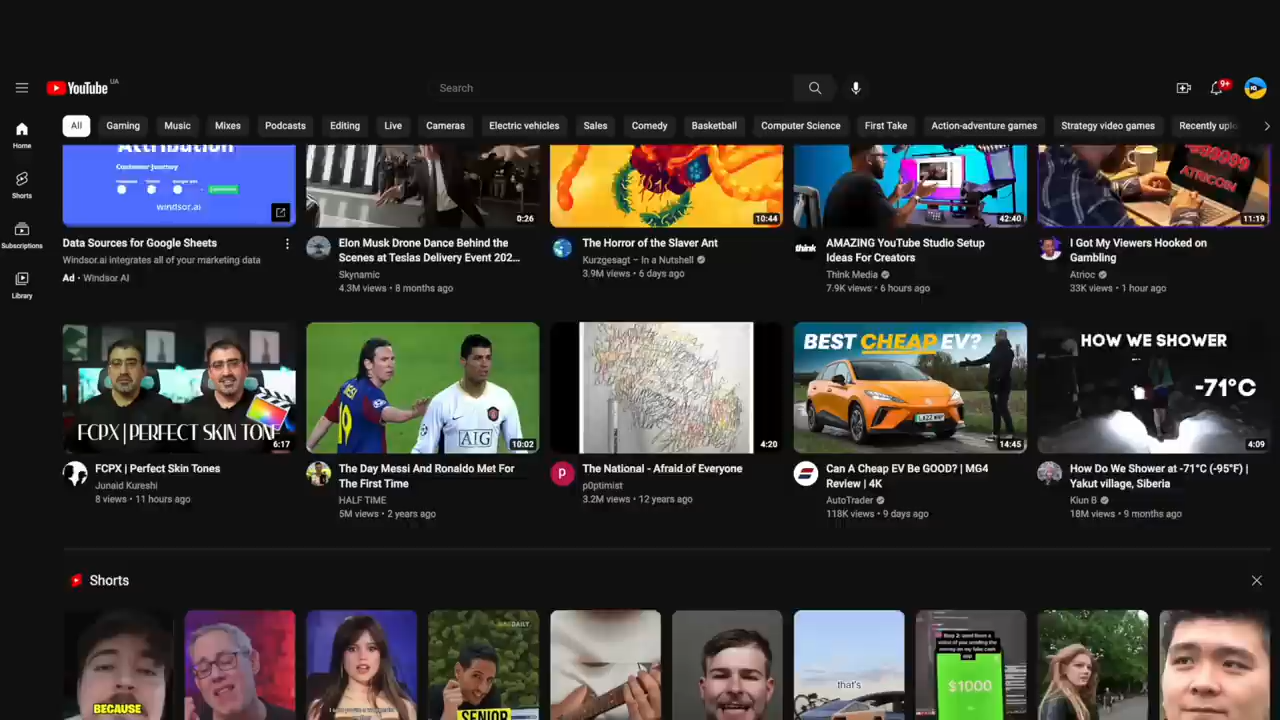 YouTube UA
Search
9+
All Gaming Music Mixes Podcasts Editing Live Cameras Electric vehicles Sales Comedy Basketball Computer Science First Take Action-adventure games Strategy video games Recently uplo
Home
Shorts
Subscriptions
Library
Attribution
Customer Journey
windsor.ai
Data Sources for Google Sheets
Windsor.ai integrates all of your marketing data
Ad • Windsor AI
0:26
Elon Musk Drone Dance Behind the
Scenes at Teslas Delivery Event 202...
Skynamic
4.3M views • 8 months ago
10:44
The Horror of the Slaver Ant
Kurzgesagt – In a Nutshell
3.9M views • 6 days ago
42:40
think
AMAZING YouTube Studio Setup
Ideas For Creators
Think Media
7.9K views • 6 hours ago
ATRICOIN
11:19
I Got My Viewers Hooked on
Gambling
Atrioc
33K views • 1 hour ago
FCPX | PERFECT SKIN TONE
6:17
FCPX | Perfect Skin Tones
Junaid Kureshi
8 views • 11 hours ago
MESSI
19
AIG
10:02
The Day Messi And Ronaldo Met For
The First Time
HALF TIME
5M views • 2 years ago
4:20
p
The National - Afraid of Everyone
p0ptimist
3.2M views • 12 years ago
BEST CHEAP EV?
14:45
Can A Cheap EV Be GOOD? | MG4
Review | 4K
AutoTrader
118K views • 9 days ago
HOW WE SHOWER
-71°C
4:09
How Do We Shower at -71°C (-95°F) |
Yakut village, Siberia
Kiun B
18M views • 9 months ago
Shorts
BECAUSE
DAILY
SENIOR
that's
$1000